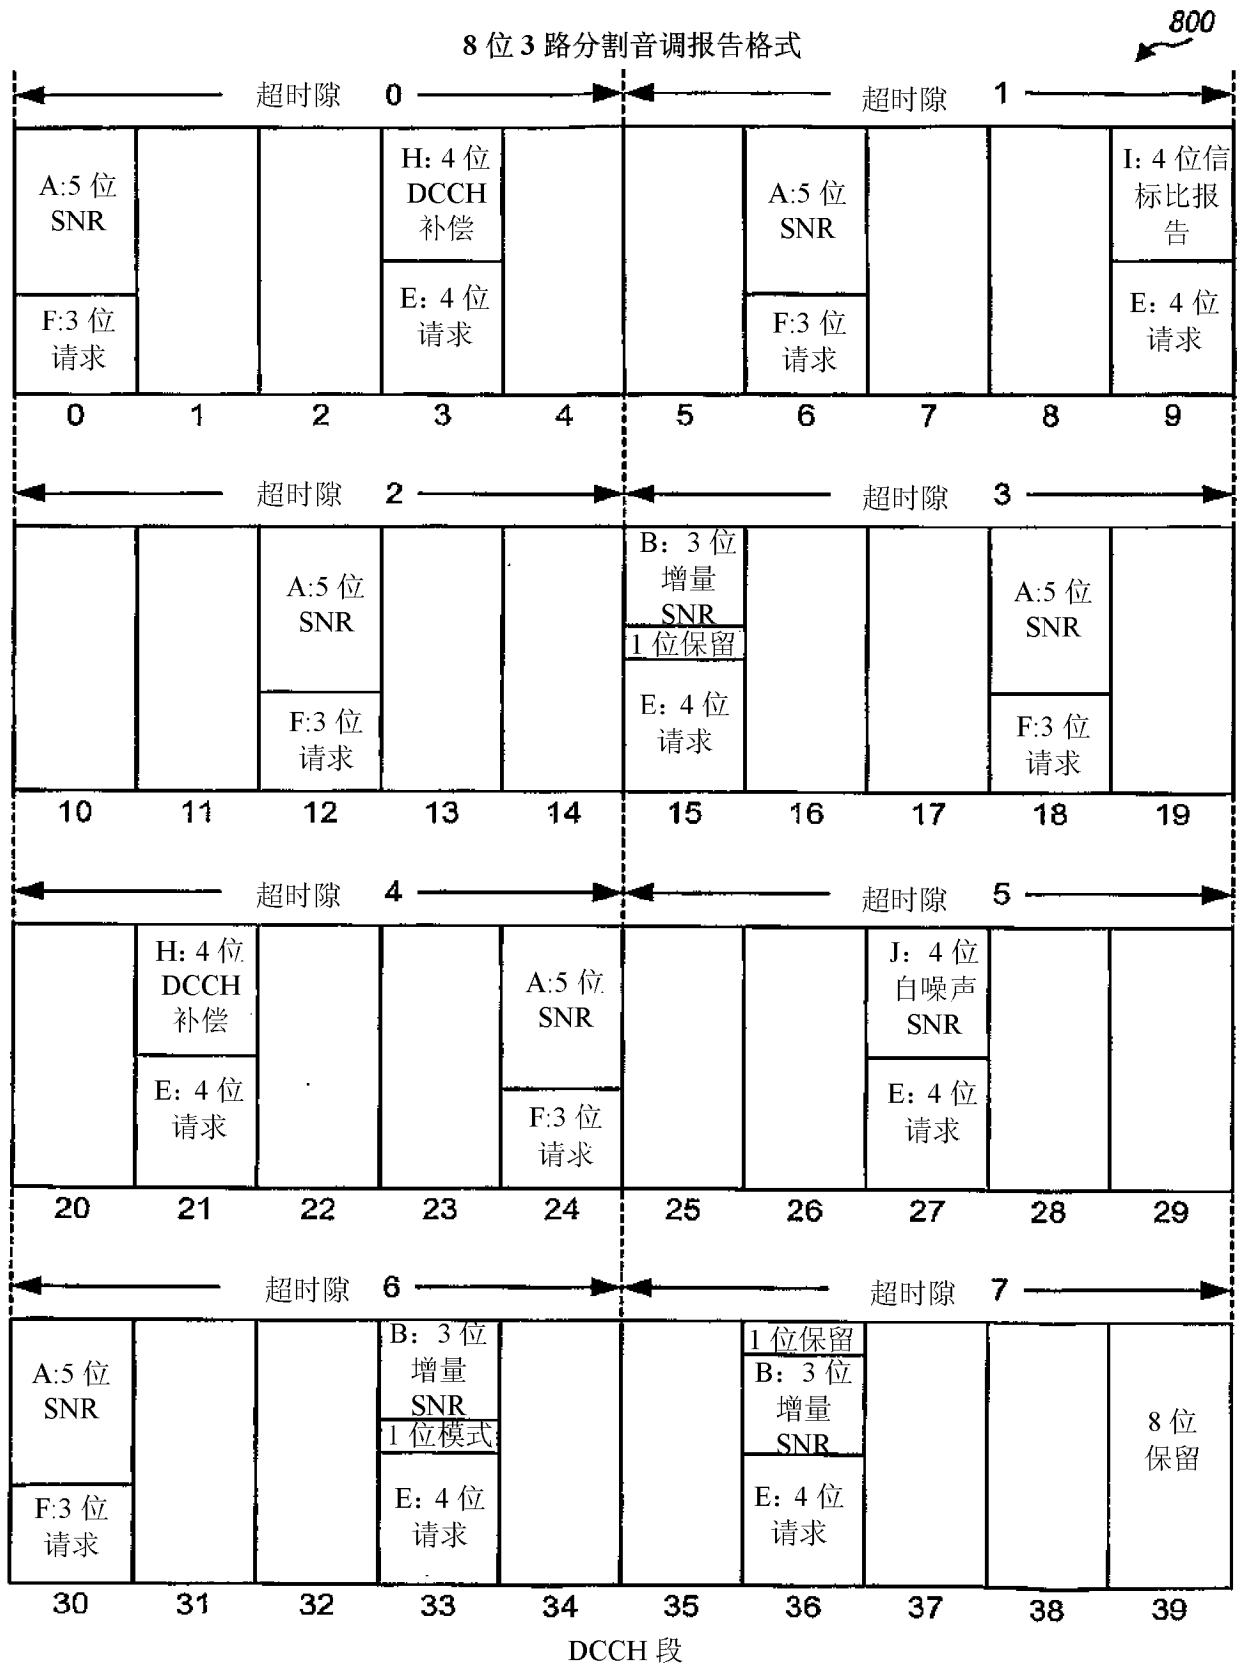 800
8 位 3 路分割音调报告格式
超时隙 0
超时隙 1
A:5 位
SNR
F:3 位
请求
H: 4 位
DCCH
补偿
E: 4 位
请求
A:5 位
SNR
F:3 位
请求
I: 4 位信
标比报
告
E: 4 位
请求
0 1 2 3 4 5 6 7 8 9
超时隙 2
超时隙 3
A:5 位
SNR
F:3 位
请求
B: 3 位
增量
SNR
1 位保留
E: 4 位
请求
A:5 位
SNR
F:3 位
请求
10 11 12 13 14 15 16 17 18 19
超时隙 4
超时隙 5
H: 4 位
DCCH
补偿
E: 4 位
请求
A:5 位
SNR
F:3 位
请求
J: 4 位
白噪声
SNR
E: 4 位
请求
20 21 22 23 24 25 26 27 28 29
超时隙 6
超时隙 7
A:5 位
SNR
F:3 位
请求
B: 3 位
增量
SNR
1 位模式
E: 4 位
请求
1 位保留
B: 3 位
增量
SNR
E: 4 位
请求
8 位
保留
30 31 32 33 34 35 36 37 38 39
DCCH 段